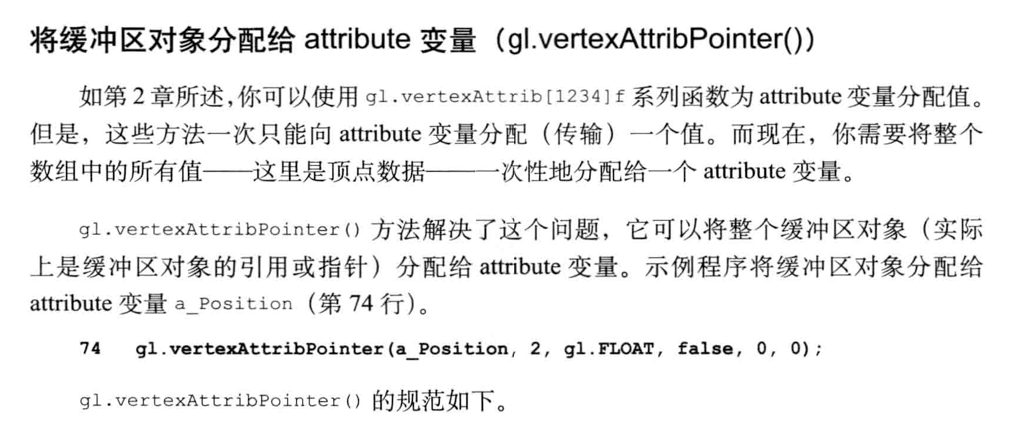 将缓冲区对象分配给 attribute 变量（gl.vertexAttribPointer()）
如第 2 章所述，你可以使用 gl.vertexAttrib[1234]f 系列函数为 attribute 变量分配值。
但是，这些方法一次只能向 attribute 变量分配（传输）一个值。而现在，你需要将整个
数组中的所有值——这里是顶点数据——一次性地分配给一个 attribute 变量。
gl.vertexAttribPointer() 方法解决了这个问题，它可以将整个缓冲区对象（实际
上是缓冲区对象的引用或指针）分配给 attribute 变量。示例程序将缓冲区对象分配给
attribute 变量 a_Position（第 74 行）。
74 gl.vertexAttribPointer(a_Position, 2, gl.FLOAT, false, 0, 0);
gl.vertexAttribPointer() 的规范如下。